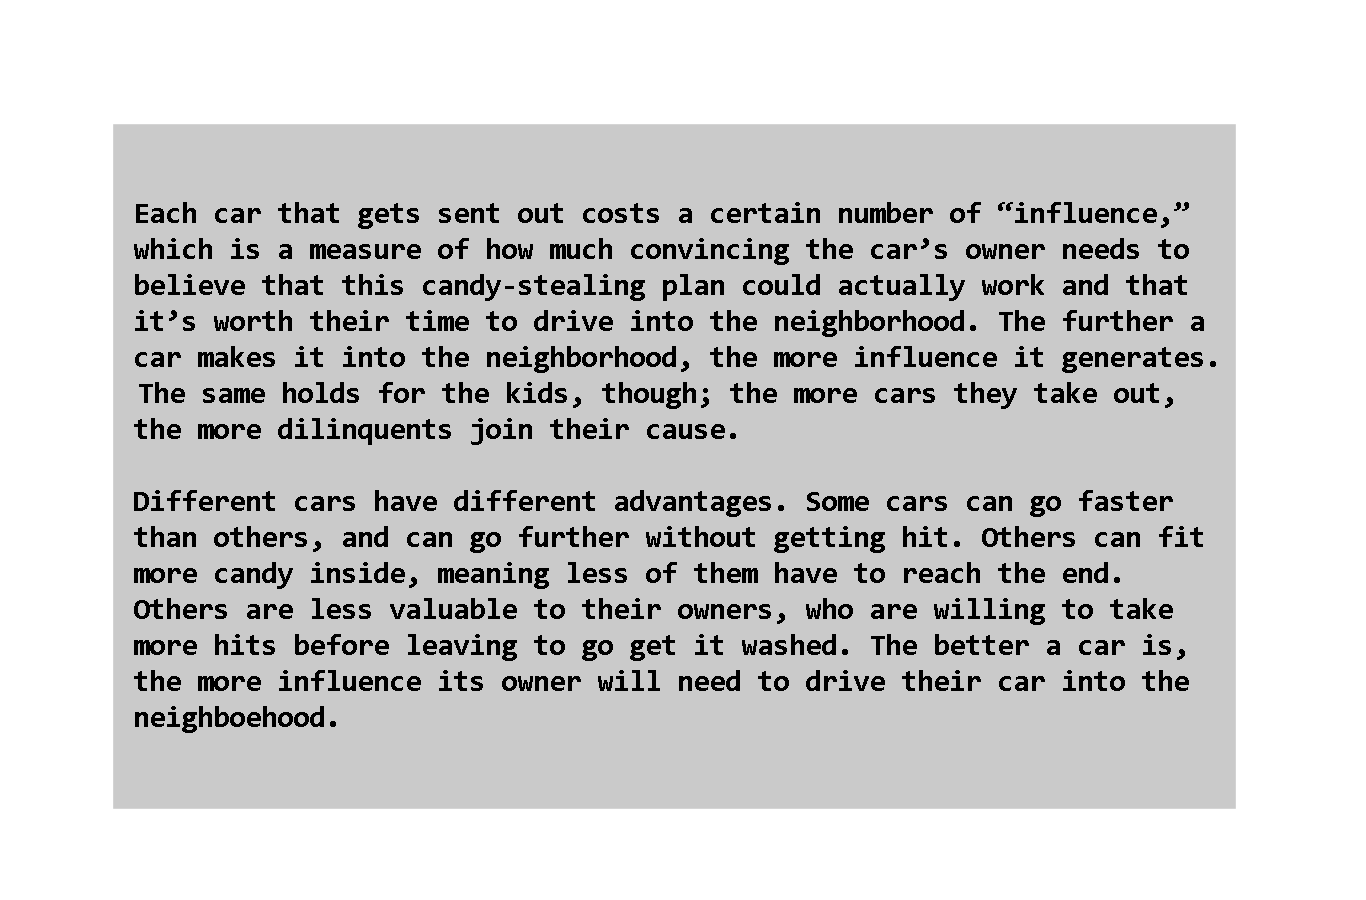 Each car that gets sent out costs a certain number of “influence,”
which is a measure of how much convincing the car’s owner needs to
believe that this candy-stealing plan could actually work and that
it’s worth their time to drive into the neighborhood. The further a
car makes it into the neighborhood, the more influence it generates.
The same holds for the kids, though; the more cars they take out,
the more dilinquents join their cause.

Different cars have different advantages. Some cars can go faster
than others, and can go further without getting hit. Others can fit
more candy inside, meaning less of them have to reach the end.
Others are less valuable to their owners, who are willing to take
more hits before leaving to go get it washed. The better a car is,
the more influence its owner will need to drive their car into the
neighboehood.